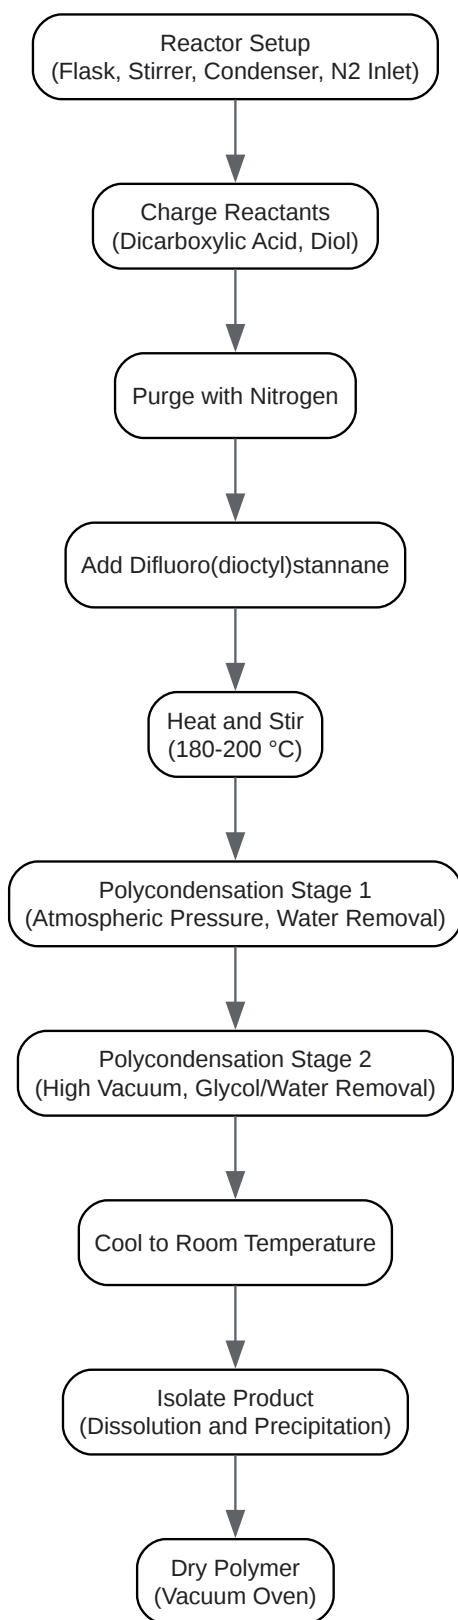 Reactor Setup
(Flask, Stirrer, Condenser, N2 Inlet)
Charge Reactants
(Dicarboxylic Acid, Diol)
Purge with Nitrogen
Add Difluoro(dioctyl)stannane
Heat and Stir
(180-200 °C)
Polycondensation Stage 1
(Atmospheric Pressure, Water Removal)
Polycondensation Stage 2
(High Vacuum, Glycol/Water Removal)
Cool to Room Temperature
Isolate Product
(Dissolution and Precipitation)
Dry Polymer
(Vacuum Oven)